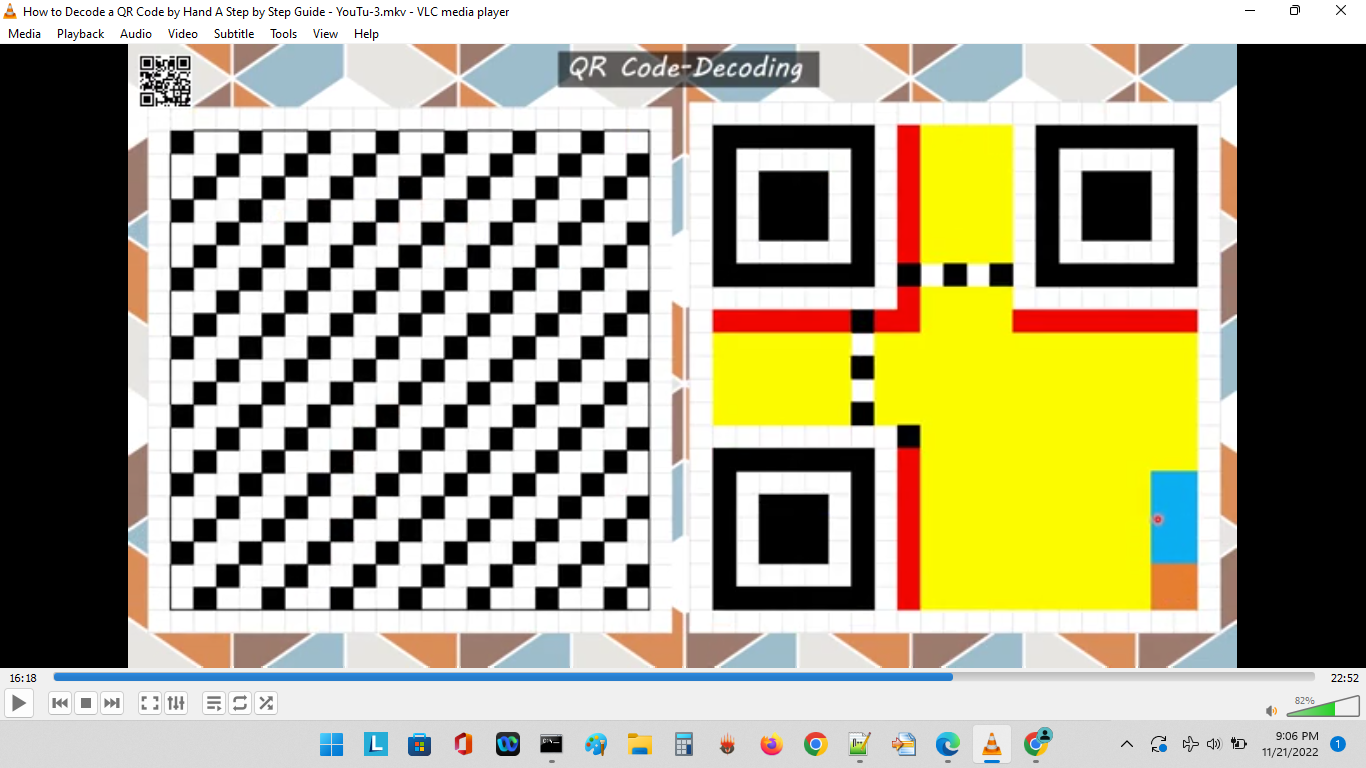 How to Decode a QR Code by Hand A Step by Step Guide - YouTu-3.mkv - VLC media player
Media Playback Audio Video Subtitle Tools View Help
QR Code-Decoding
16:18
22:52
82%
L
9:06 PM
11/21/2022
1